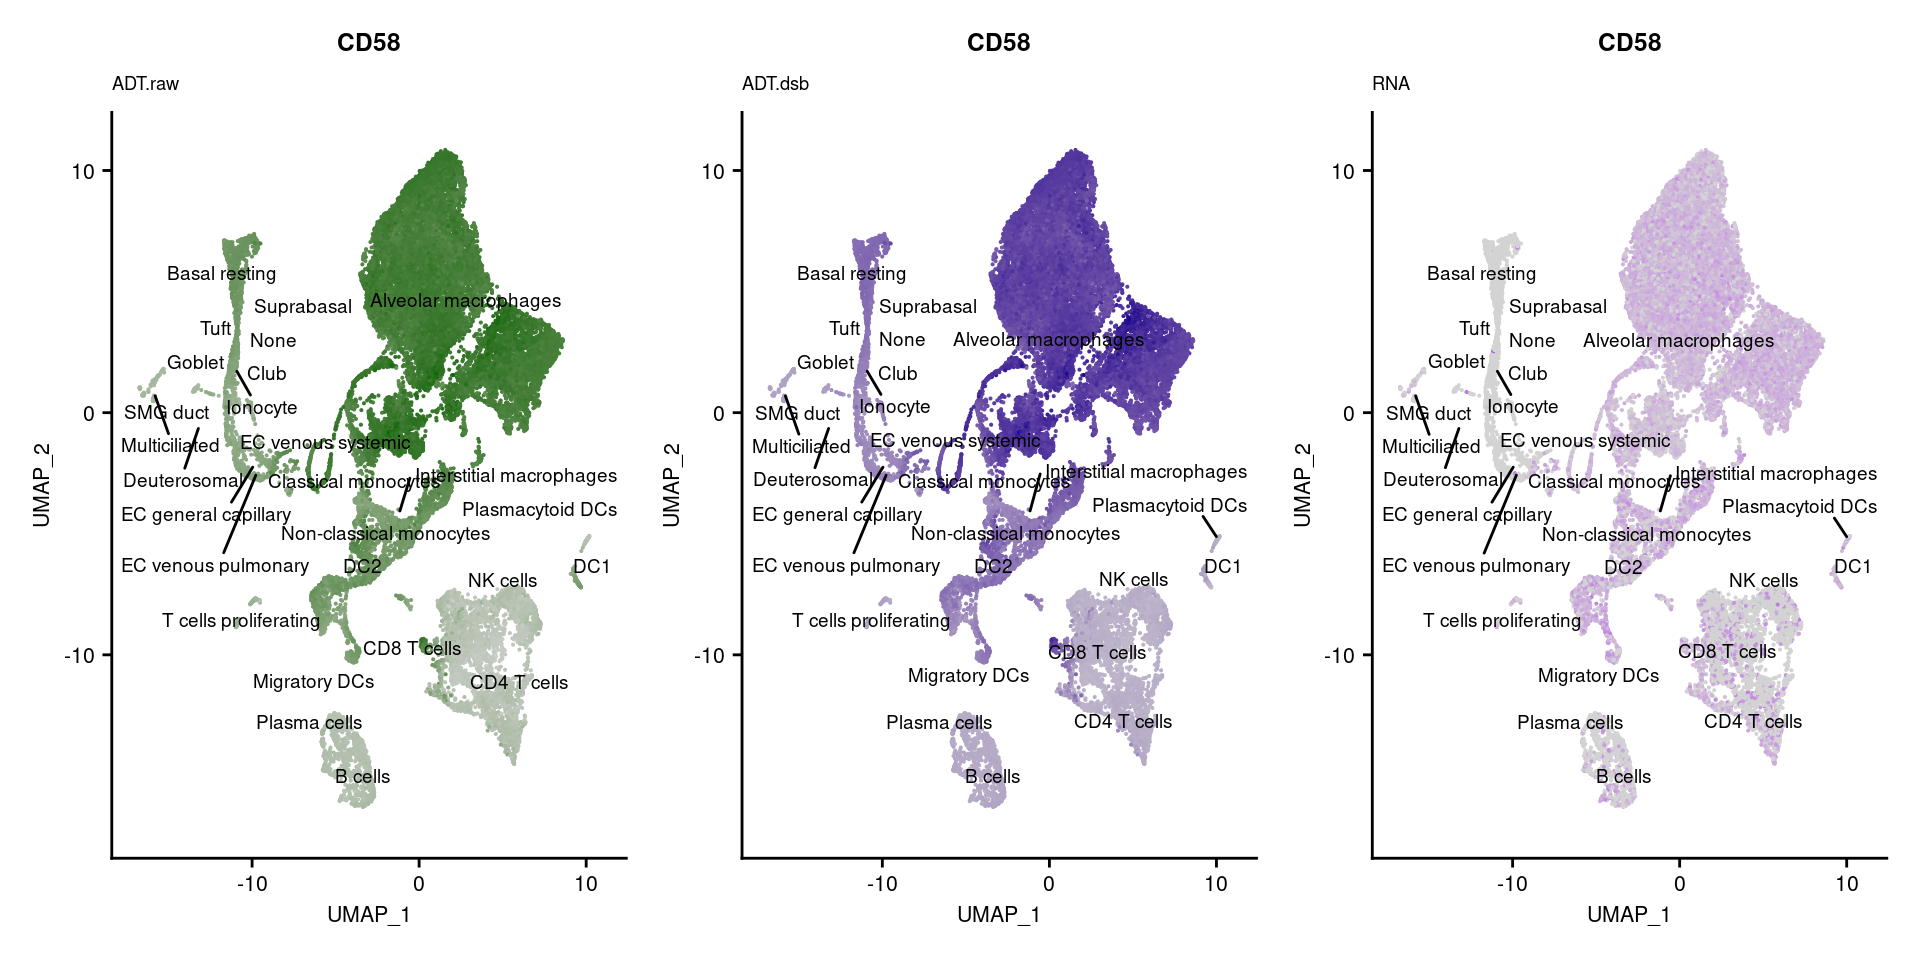 CD58
ADT.raw
10
0
-10
UMAP_2
Basal resting
Suprabasal
Alveolar macrophages
Tuft
None
Goblet
Club
SMG duct
Ionocyte
Multiciliated
EC venous systemic
Deuterosomal
Classical monocytes
Interstitial macrophages
EC general capillary
Plasmacytoid DCs
Non-classical monocytes
EC venous pulmonary
DC2
DC1
NK cells
T cells proliferating
CD8 T cells
Migratory DCs
CD4 T cells
Plasma cells
B cells
-10
0
10
UMAP_1
CD58
ADT.dsb
10
0
-10
UMAP_2
Basal resting
Suprabasal
Tuft
None
Alveolar macrophages
Goblet
Club
SMG duct
Ionocyte
Multiciliated
EC venous systemic
Deuterosomal
Classical monocytes
Interstitial macrophages
EC general capillary
Plasmacytoid DCs
Non-classical monocytes
EC venous pulmonary
DC2
DC1
NK cells
T cells proliferating
CD8 T cells
Migratory DCs
CD4 T cells
Plasma cells
B cells
-10
0
10
UMAP_1
CD58
RNA
10
0
-10
UMAP_2
Basal resting
Suprabasal
Tuft
None
Alveolar macrophages
Goblet
Club
SMG duct
Ionocyte
Multiciliated
EC venous systemic
Deuterosomal
Classical monocytes
Interstitial macrophages
EC general capillary
Plasmacytoid DCs
Non-classical monocytes
EC venous pulmonary
DC2
DC1
NK cells
T cells proliferating
CD8 T cells
Migratory DCs
CD4 T cells
Plasma cells
B cells
-10
0
10
UMAP_1